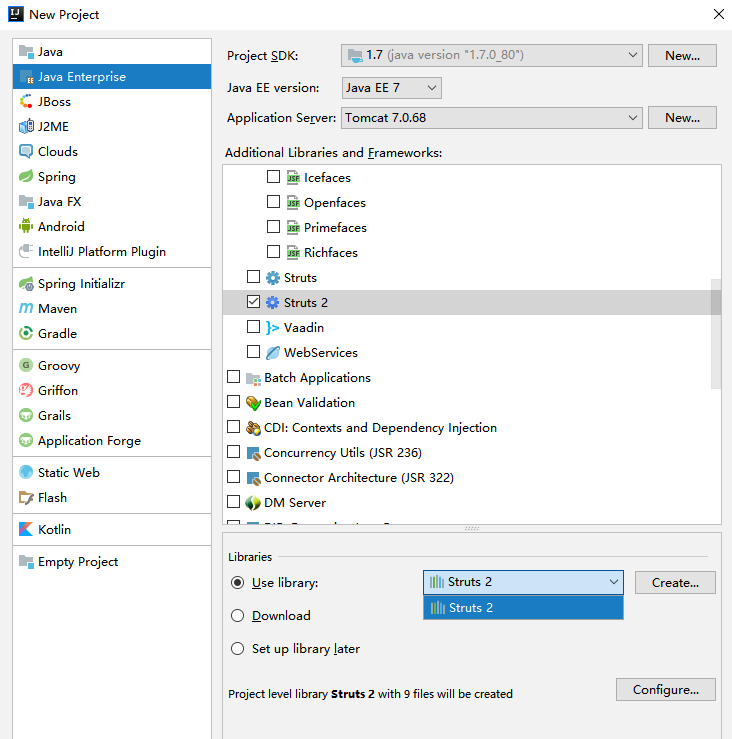 New Project
Java
Java Enterprise
JBoss
J2ME
Clouds
Spring
Java FX
Android
IntelliJ Platform Plugin
Spring Initializr
Maven
Gradle
Groovy
Griffon
Grails
Application Forge
Static Web
Flash
Kotlin
Empty Project
Project SDK: 1.7 (java version "1.7.0_80") New...
Java EE version: Java EE 7
Application Server: Tomcat 7.0.68 New...
Additional Libraries and Frameworks:
Icefaces
Openfaces
Primefaces
Richfaces
Struts
Struts 2
Vaadin
WebServices
Batch Applications
Bean Validation
CDI: Contexts and Dependency Injection
Concurrency Utils (JSR 236)
Connector Architecture (JSR 322)
DM Server
Libraries
Use library: Struts 2 Create...
Struts 2
Download
Set up library later
Project level library Struts 2 with 9 files will be created Configure...